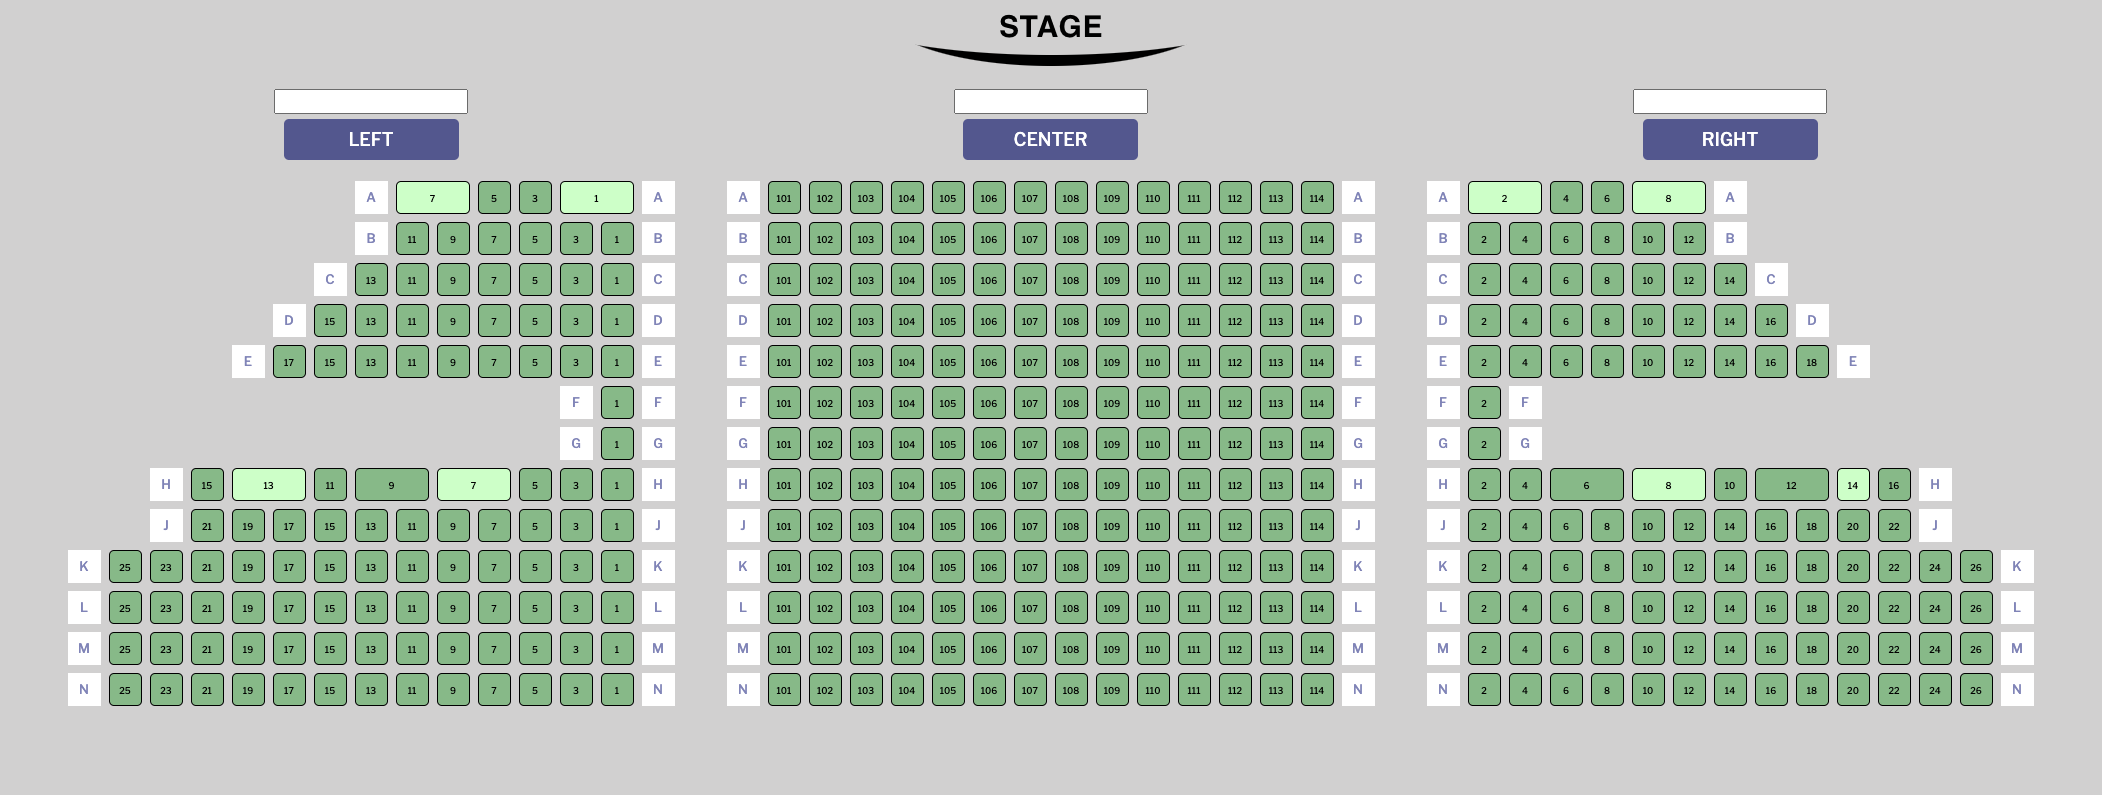 STAGE
LEFT CENTER RIGHT
A 7 5 3 1 A A 101 102 103 104 105 106 107 108 109 110 111 112 113 114 A A 2 4 6 8 A
B 11 9 7 5 3 1 B B 101 102 103 104 105 106 107 108 109 110 111 112 113 114 B B 2 4 6 8 10 12 B
C 13 11 9 7 5 3 1 C C 101 102 103 104 105 106 107 108 109 110 111 112 113 114 C C 2 4 6 8 10 12 14 C
D 15 13 11 9 7 5 3 1 D D 101 102 103 104 105 106 107 108 109 110 111 112 113 114 D D 2 4 6 8 10 12 14 16 D
E 17 15 13 11 9 7 5 3 1 E E 101 102 103 104 105 106 107 108 109 110 111 112 113 114 E E 2 4 6 8 10 12 14 16 18 E
F 1 F F 101 102 103 104 105 106 107 108 109 110 111 112 113 114 F F 2 F
G 1 G G 101 102 103 104 105 106 107 108 109 110 111 112 113 114 G G 2 G
H 15 13 11 9 7 5 3 1 H H 101 102 103 104 105 106 107 108 109 110 111 112 113 114 H H 2 4 6 8 10 12 14 16 H
J 21 19 17 15 13 11 9 7 5 3 1 J J 101 102 103 104 105 106 107 108 109 110 111 112 113 114 J J 2 4 6 8 10 12 14 16 18 20 22 J
K 25 23 21 19 17 15 13 11 9 7 5 3 1 K K 101 102 103 104 105 106 107 108 109 110 111 112 113 114 K K 2 4 6 8 10 12 14 16 18 20 22 24 26 K
L 25 23 21 19 17 15 13 11 9 7 5 3 1 L L 101 102 103 104 105 106 107 108 109 110 111 112 113 114 L L 2 4 6 8 10 12 14 16 18 20 22 24 26 L
M 25 23 21 19 17 15 13 11 9 7 5 3 1 M M 101 102 103 104 105 106 107 108 109 110 111 112 113 114 M M 2 4 6 8 10 12 14 16 18 20 22 24 26 M
N 25 23 21 19 17 15 13 11 9 7 5 3 1 N N 101 102 103 104 105 106 107 108 109 110 111 112 113 114 N N 2 4 6 8 10 12 14 16 18 20 22 24 26 N